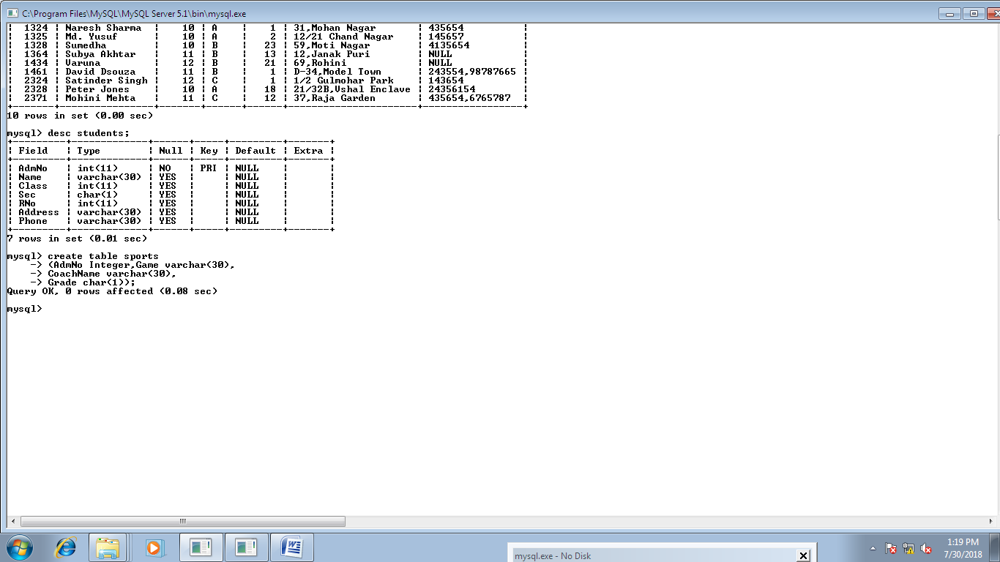 C:\Program Files\MySQL\MySQL Server 5.1\bin\mysql.exe
| 1324 | Naresh Sharma | 10 | A | 1 | 31,Mohan Nagar | 435654 |
| 1325 | Md. Yusuf | 10 | A | 2 | 12/21 Chand Nagar | 145657 |
| 1328 | Sumedha | 10 | B | 23 | 59,Moti Nagar | 4135654 |
| 1364 | Subya Akhtar | 11 | B | 13 | 12,Janak Puri | NULL |
| 1434 | Varuna | 12 | B | 21 | 69,Rohini | NULL |
| 1461 | David Dsouza | 11 | B | 1 | D-34,Model Town | 243554,98787665 |
| 2324 | Satinder Singh | 12 | C | 1 | 1/2 Gulmohar Park | 143654 |
| 2328 | Peter Jones | 10 | A | 18 | 21/32B,Vshal Enclave | 24356154 |
| 2371 | Mohini Mehta | 11 | C | 12 | 37,Raja Garden | 435654,6765787 |
+------+----------------+-------+------+------+----------------------+-----------------+
10 rows in set (0.00 sec)
mysql> desc students;
+---------+-------------+------+-----+---------+-------+
| Field | Type | Null | Key | Default | Extra |
+---------+-------------+------+-----+---------+-------+
| AdmNo | int(11) | NO | PRI | NULL | |
| Name | varchar(30) | YES | | NULL | |
| Class | int(11) | YES | | NULL | |
| Sec | char(1) | YES | | NULL | |
| RNo | int(11) | YES | | NULL | |
| Address | varchar(30) | YES | | NULL | |
| Phone | varchar(30) | YES | | NULL | |
+---------+-------------+------+-----+---------+-------+
7 rows in set (0.01 sec)
mysql> create table sports
-> (AdmNo Integer,Game varchar(30),
-> CoachName varchar(30),
-> Grade char(1));
Query OK, 0 rows affected (0.08 sec)
mysql>
mysql.exe - No Disk
1:19 PM
7/30/2018